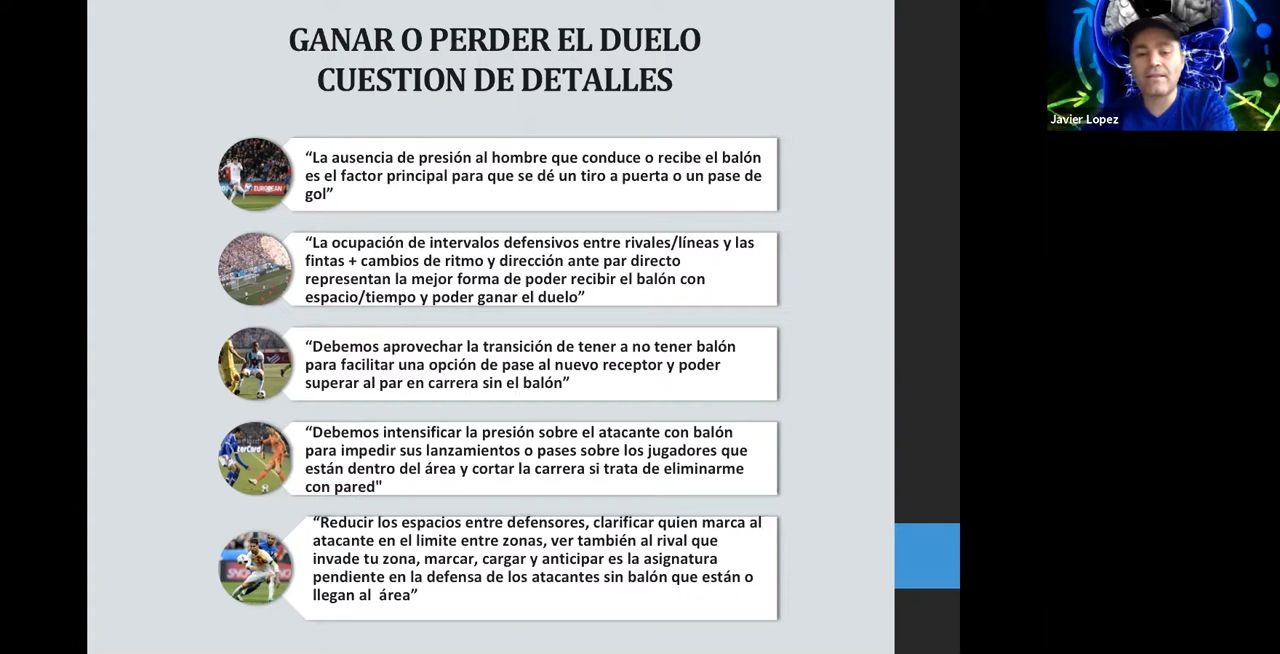 GANAR O PERDER EL DUELO
CUESTION DE DETALLES
Javier Lopez
“La ausencia de presión al hombre que conduce o recibe el balón
es el factor principal para que se dé un tiro a puerta o un pase de
gol”
“La ocupación de intervalos defensivos entre rivales/líneas y las
fintas + cambios de ritmo y dirección ante par directo
representan la mejor forma de poder recibir el balón con
espacio/tiempo y poder ganar el duelo”
“Debemos aprovechar la transición de tener a no tener balón
para facilitar una opción de pase al nuevo receptor y poder
superar al par en carrera sin el balón”
“Debemos intensificar la presión sobre el atacante con balón
para impedir sus lanzamientos o pases sobre los jugadores que
están dentro del área y cortar la carrera si trata de eliminarme
con pared"
“Reducir los espacios entre defensores, clarificar quien marca al
atacante en el limite entre zonas, ver también al rival que
invade tu zona, marcar, cargar y anticipar es la asignatura
pendiente en la defensa de los atacantes sin balón que están o
llegan al  área”
EUROPEAN
terCard